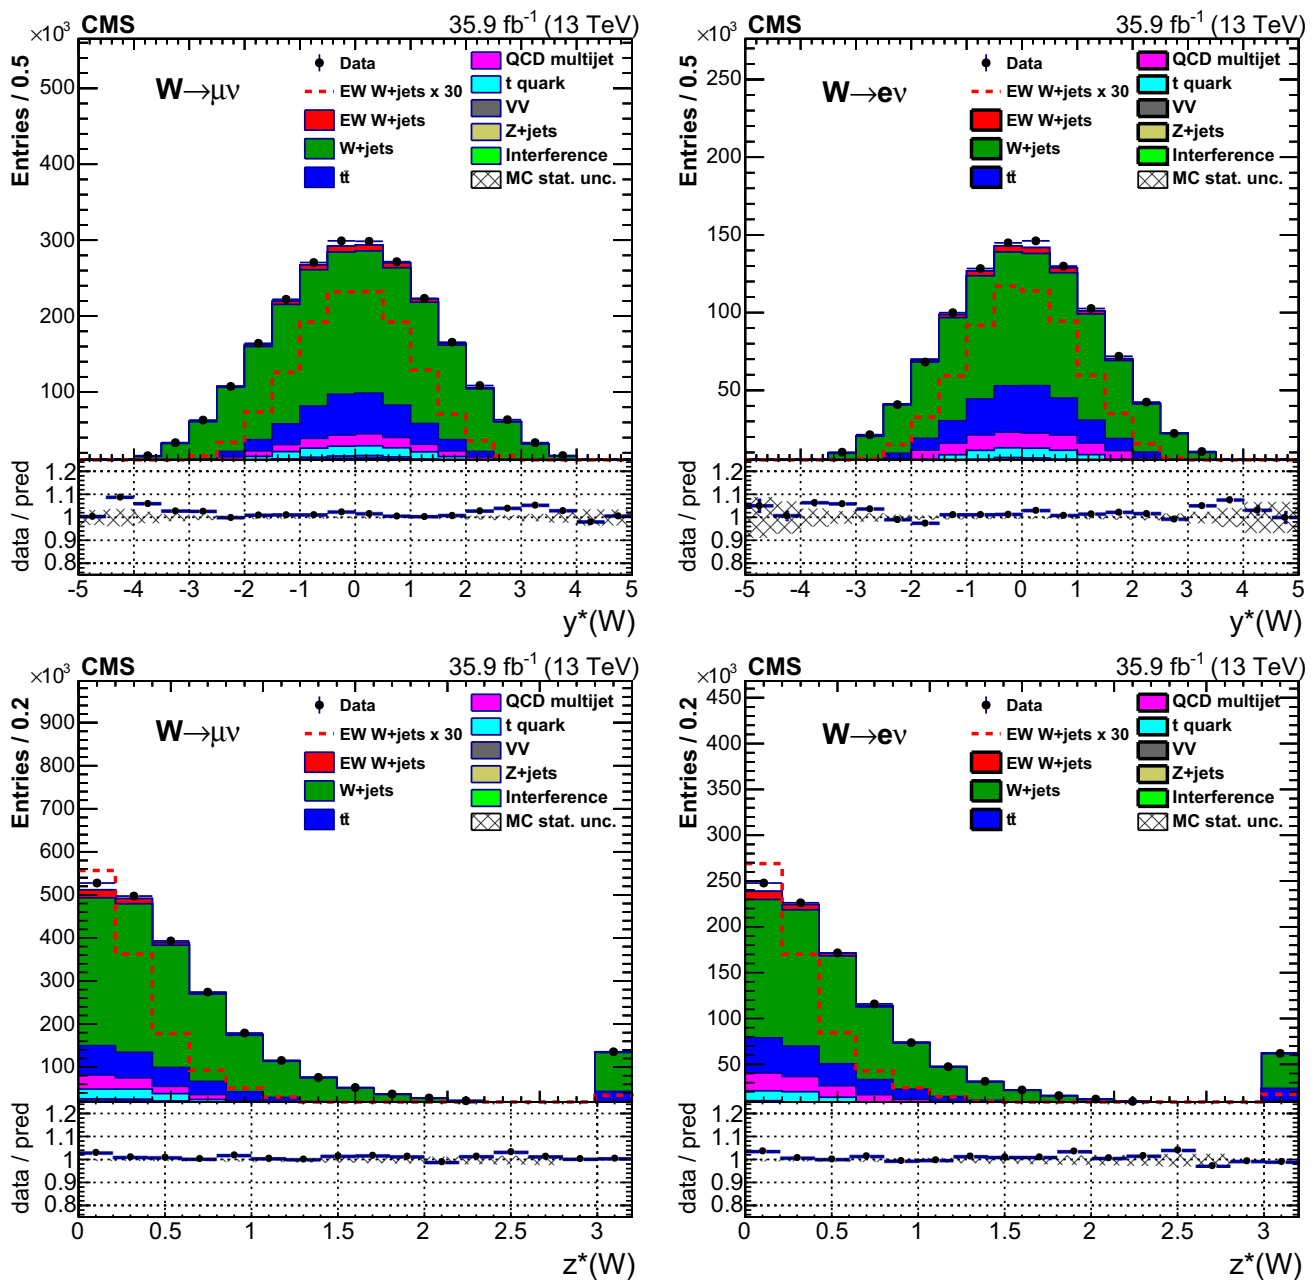 CMS 35.9 fb⁻¹ (13 TeV)
×10³
Entries / 0.5
500
400
300
200
100
W→μν
Data
EW W+jets x 30
EW W+jets
W+jets
tt̄
QCD multijet
t quark
VV
Z+jets
Interference
MC stat. unc.
data / pred
1.2
1.1
1
0.9
0.8
-5 -4 -3 -2 -1 0 1 2 3 4 5
y*(W)
CMS 35.9 fb⁻¹ (13 TeV)
×10³
Entries / 0.5
250
200
150
100
50
W→eν
Data
EW W+jets x 30
EW W+jets
W+jets
tt̄
QCD multijet
t quark
VV
Z+jets
Interference
MC stat. unc.
data / pred
1.2
1.1
1
0.9
0.8
-5 -4 -3 -2 -1 0 1 2 3 4 5
y*(W)
CMS 35.9 fb⁻¹ (13 TeV)
×10³
Entries / 0.2
900
800
700
600
500
400
300
200
100
W→μν
Data
EW W+jets x 30
EW W+jets
W+jets
tt̄
QCD multijet
t quark
VV
Z+jets
Interference
MC stat. unc.
data / pred
1.2
1.1
1
0.9
0.8
0 0.5 1 1.5 2 2.5 3
z*(W)
CMS 35.9 fb⁻¹ (13 TeV)
×10³
Entries / 0.2
450
400
350
300
250
200
150
100
50
W→eν
Data
EW W+jets x 30
EW W+jets
W+jets
tt̄
QCD multijet
t quark
VV
Z+jets
Interference
MC stat. unc.
data / pred
1.2
1.1
1
0.9
0.8
0 0.5 1 1.5 2 2.5 3
z*(W)